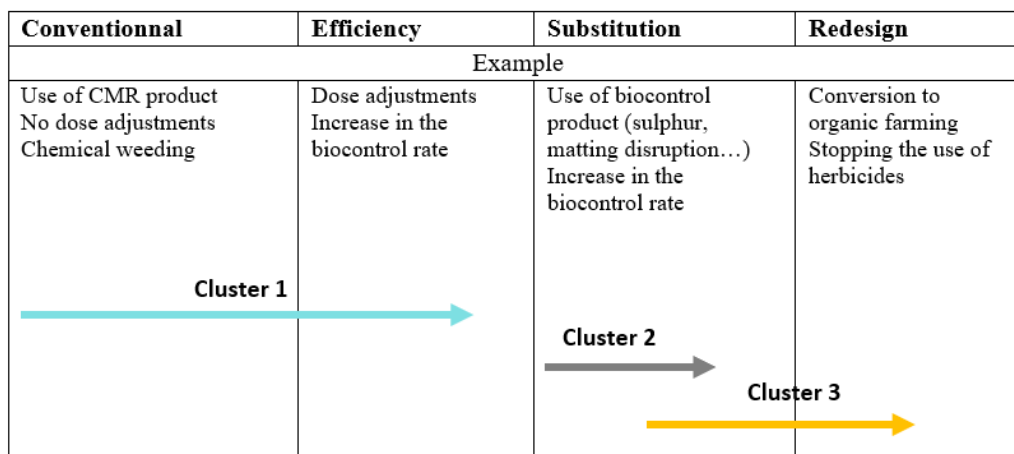 Conventionnal Efficiency Substitution Redesign
Example
Use of CMR product
No dose adjustments
Chemical weeding
Dose adjustments
Increase in the
biocontrol rate
Use of biocontrol
product (sulphur,
matting disruption…)
Increase in the
biocontrol rate
Conversion to
organic farming
Stopping the use of
herbicides
Cluster 1
Cluster 2
Cluster 3